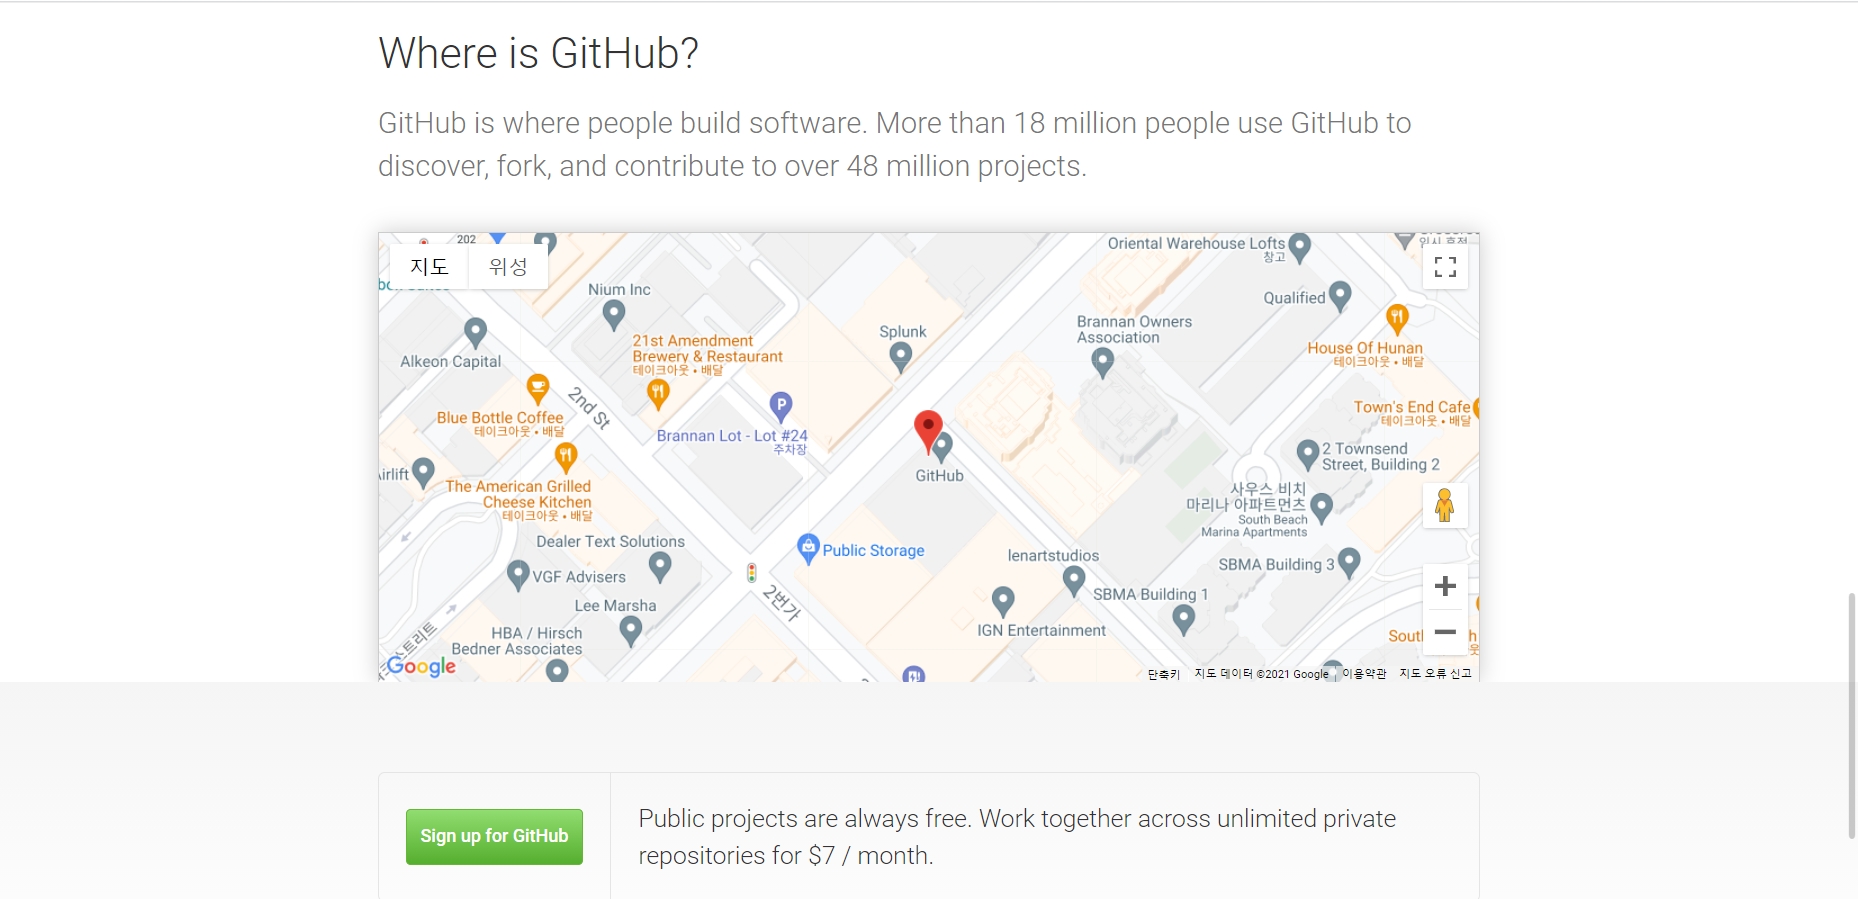 Where is GitHub?
GitHub is where people build software. More than 18 million people use GitHub to
discover, fork, and contribute to over 48 million projects.
202
지도
위성
Oriental Warehouse Lofts
창고
Nium Inc
Qualified
Alkeon Capital
21st Amendment
Brewery & Restaurant
테이크아웃 • 배달
Splunk
Brannan Owners
Association
House Of Hunan
테이크아웃 • 배달
Blue Bottle Coffee
테이크아웃 • 배달
2nd St
Brannan Lot - Lot #24
주차장
Town's End Cafe
테이크아웃 • 배달
GitHub
2 Townsend
Street, Building 2
The American Grilled
Cheese Kitchen
테이크아웃 • 배달
사우스 비치
마리나 아파트먼츠
South Beach
Marina Apartments
Dealer Text Solutions
Public Storage
lenartstudios
SBMA Building 3
VGF Advisers
Lee Marsha
2번가
SBMA Building 1
HBA / Hirsch
Bedner Associates
IGN Entertainment
Google
단축키
지도 데이터 ©2021 Google
이용약관
지도 오류 신고
Sign up for GitHub
Public projects are always free. Work together across unlimited private
repositories for $7 / month.